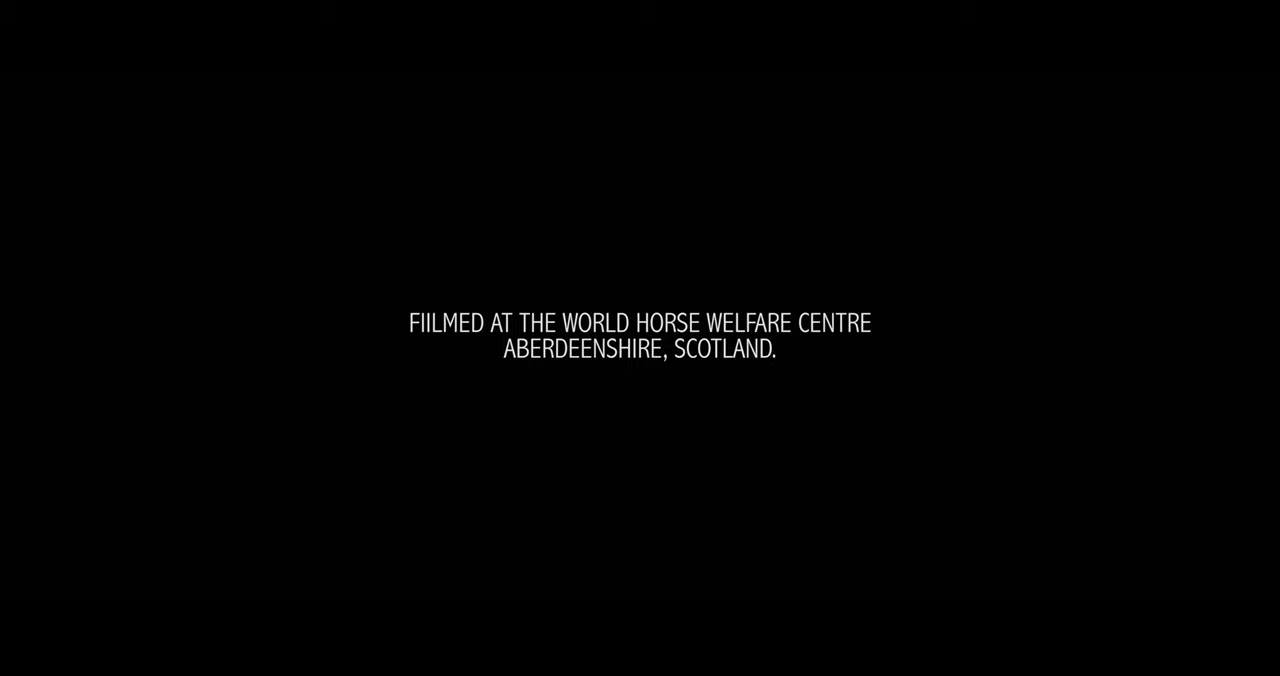 FIILMED AT THE WORLD HORSE WELFARE CENTRE
ABERDEENSHIRE, SCOTLAND.